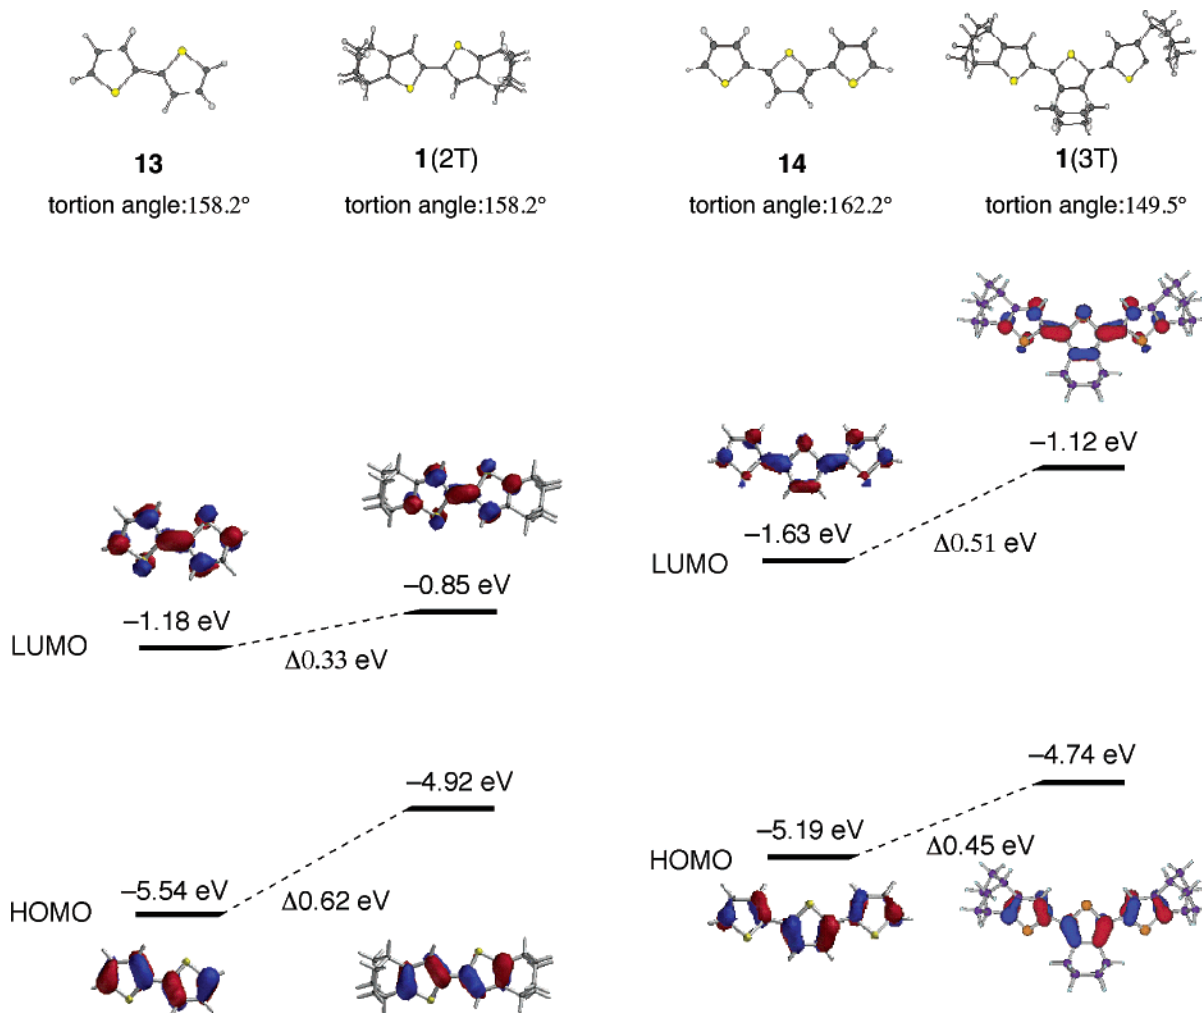 13
1(2T)
14
1(3T)
tortion angle:158.2°
tortion angle:158.2°
tortion angle:162.2°
tortion angle:149.5°
−1.12 eV
−1.63 eV
Δ0.51 eV
LUMO
−0.85 eV
−1.18 eV
LUMO
Δ0.33 eV
−4.74 eV
−4.92 eV
−5.19 eV
HOMO
Δ0.45 eV
−5.54 eV
HOMO
Δ0.62 eV